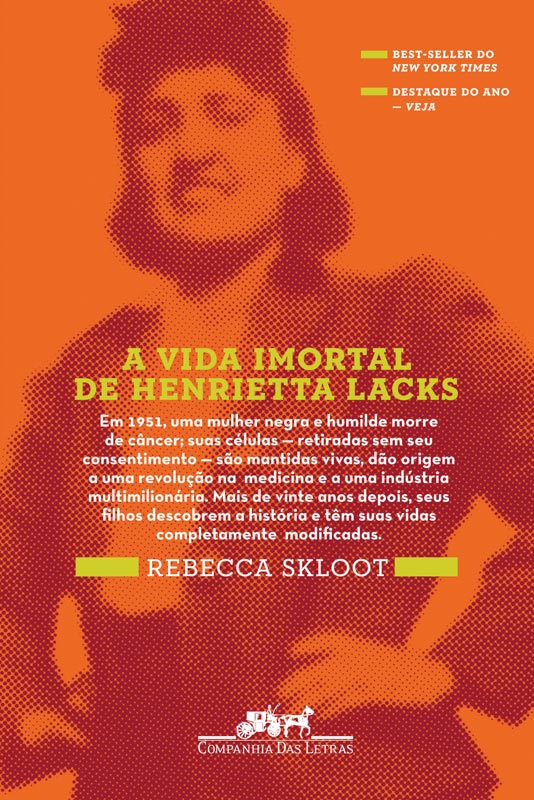 BEST-SELLER DO
NEW YORK TIMES
DESTAQUE DO ANO
— VEJA
A VIDA IMORTAL
DE HENRIETTA LACKS
Em 1951, uma mulher negra e humilde morre
de câncer; suas células — retiradas sem seu
consentimento — são mantidas vivas, dão origem
a uma revolução na medicina e a uma indústria
multimilionária. Mais de vinte anos depois, seus
filhos descobrem a história e têm suas vidas
completamente modificadas.
REBECCA SKLOOT
COMPANHIA DAS LETRAS